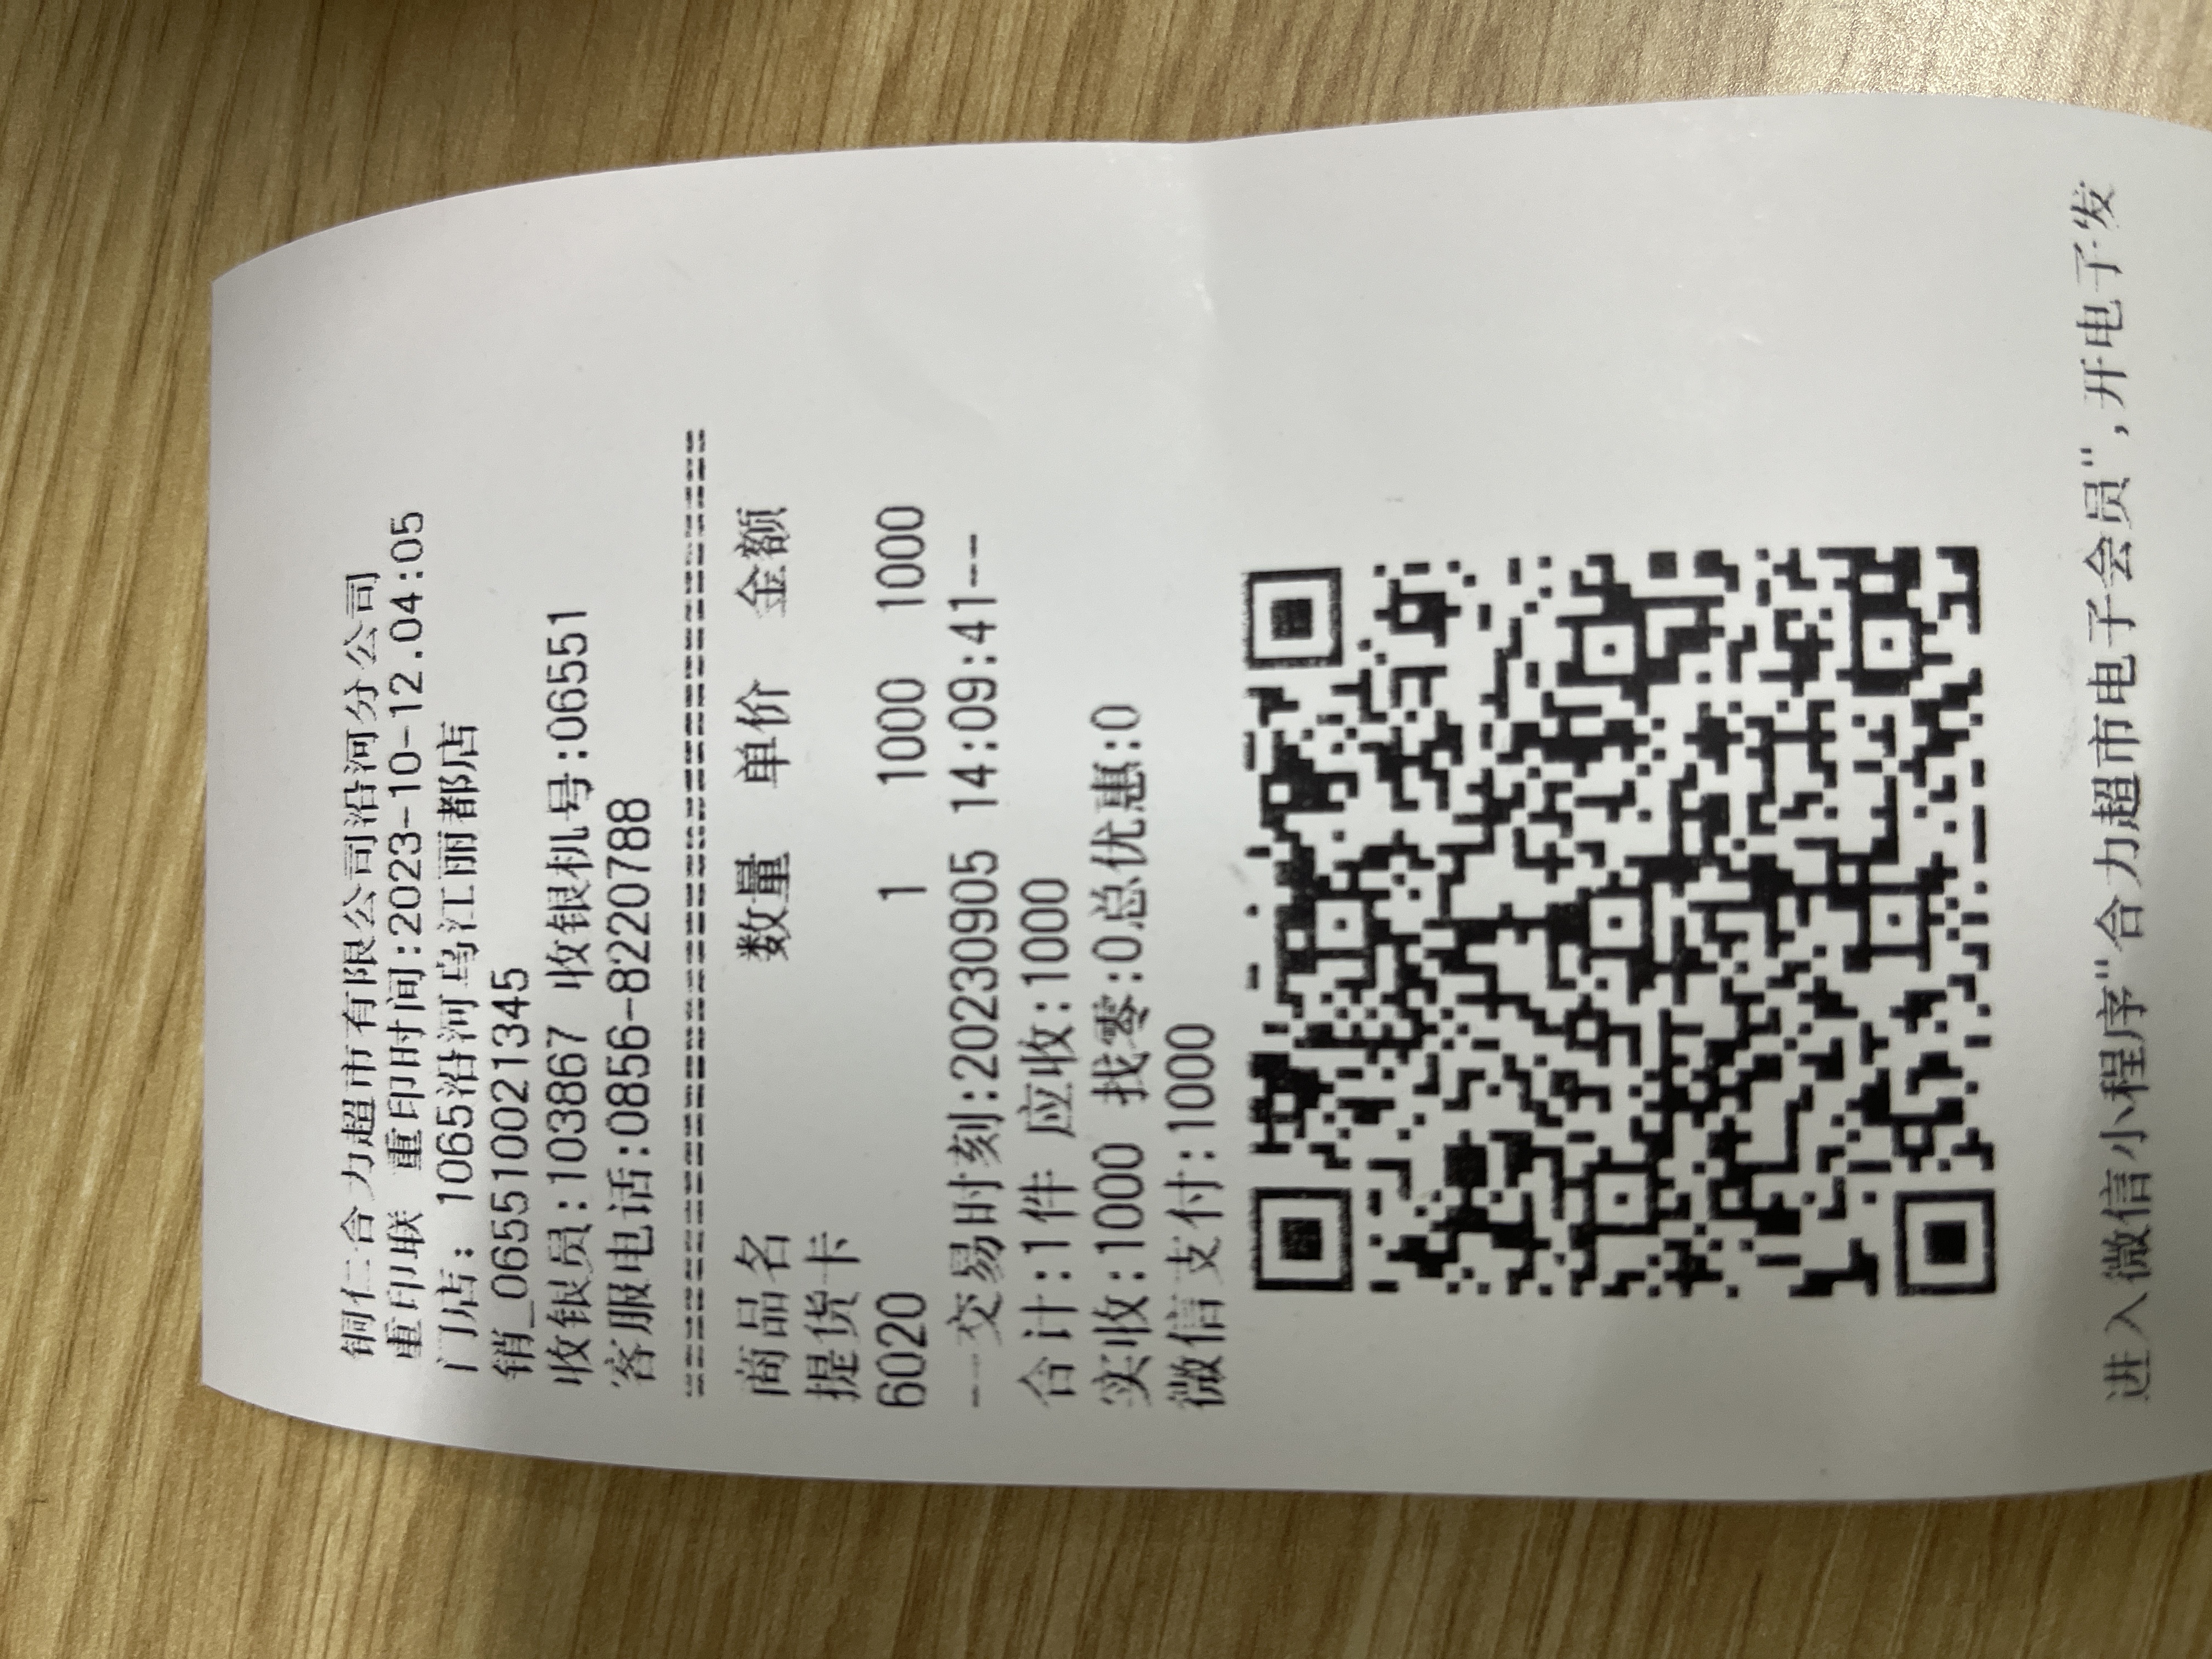 铜仁合力超市有限公司沿河分公司
重印联 重印时间:2023-10-12.04:05
门店: 1065沿河乌江丽都店
销_065510021345
收银员:103867 收银机号:06551
客服电话:0856-8220788
==================================
商品名 数量 单价 金额
提货卡
6020 1 1000 1000
---交易时刻:20230905 14:09:41--
合计:1件 应收:1000
实收:1000 找零:0总优惠:0
微信支付:1000
进入微信小程序"合力超市电子会员",开电子发